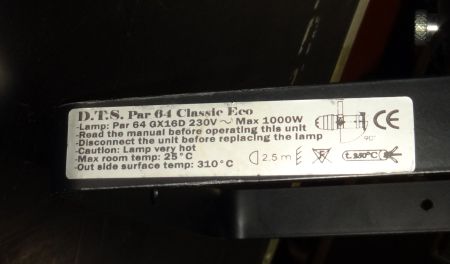 D.T.S. Par 64 Classic Eco
-Lamp: Par 64 GX16D 230V ~ Max 1000W
-Read the manual before operating this unit
-Disconnect the unit before replacing the lamp
-Caution: Lamp very hot
-Max room temp: 25°C
-Out side surface temp: 310°C
90°
CE
2.5 m
F